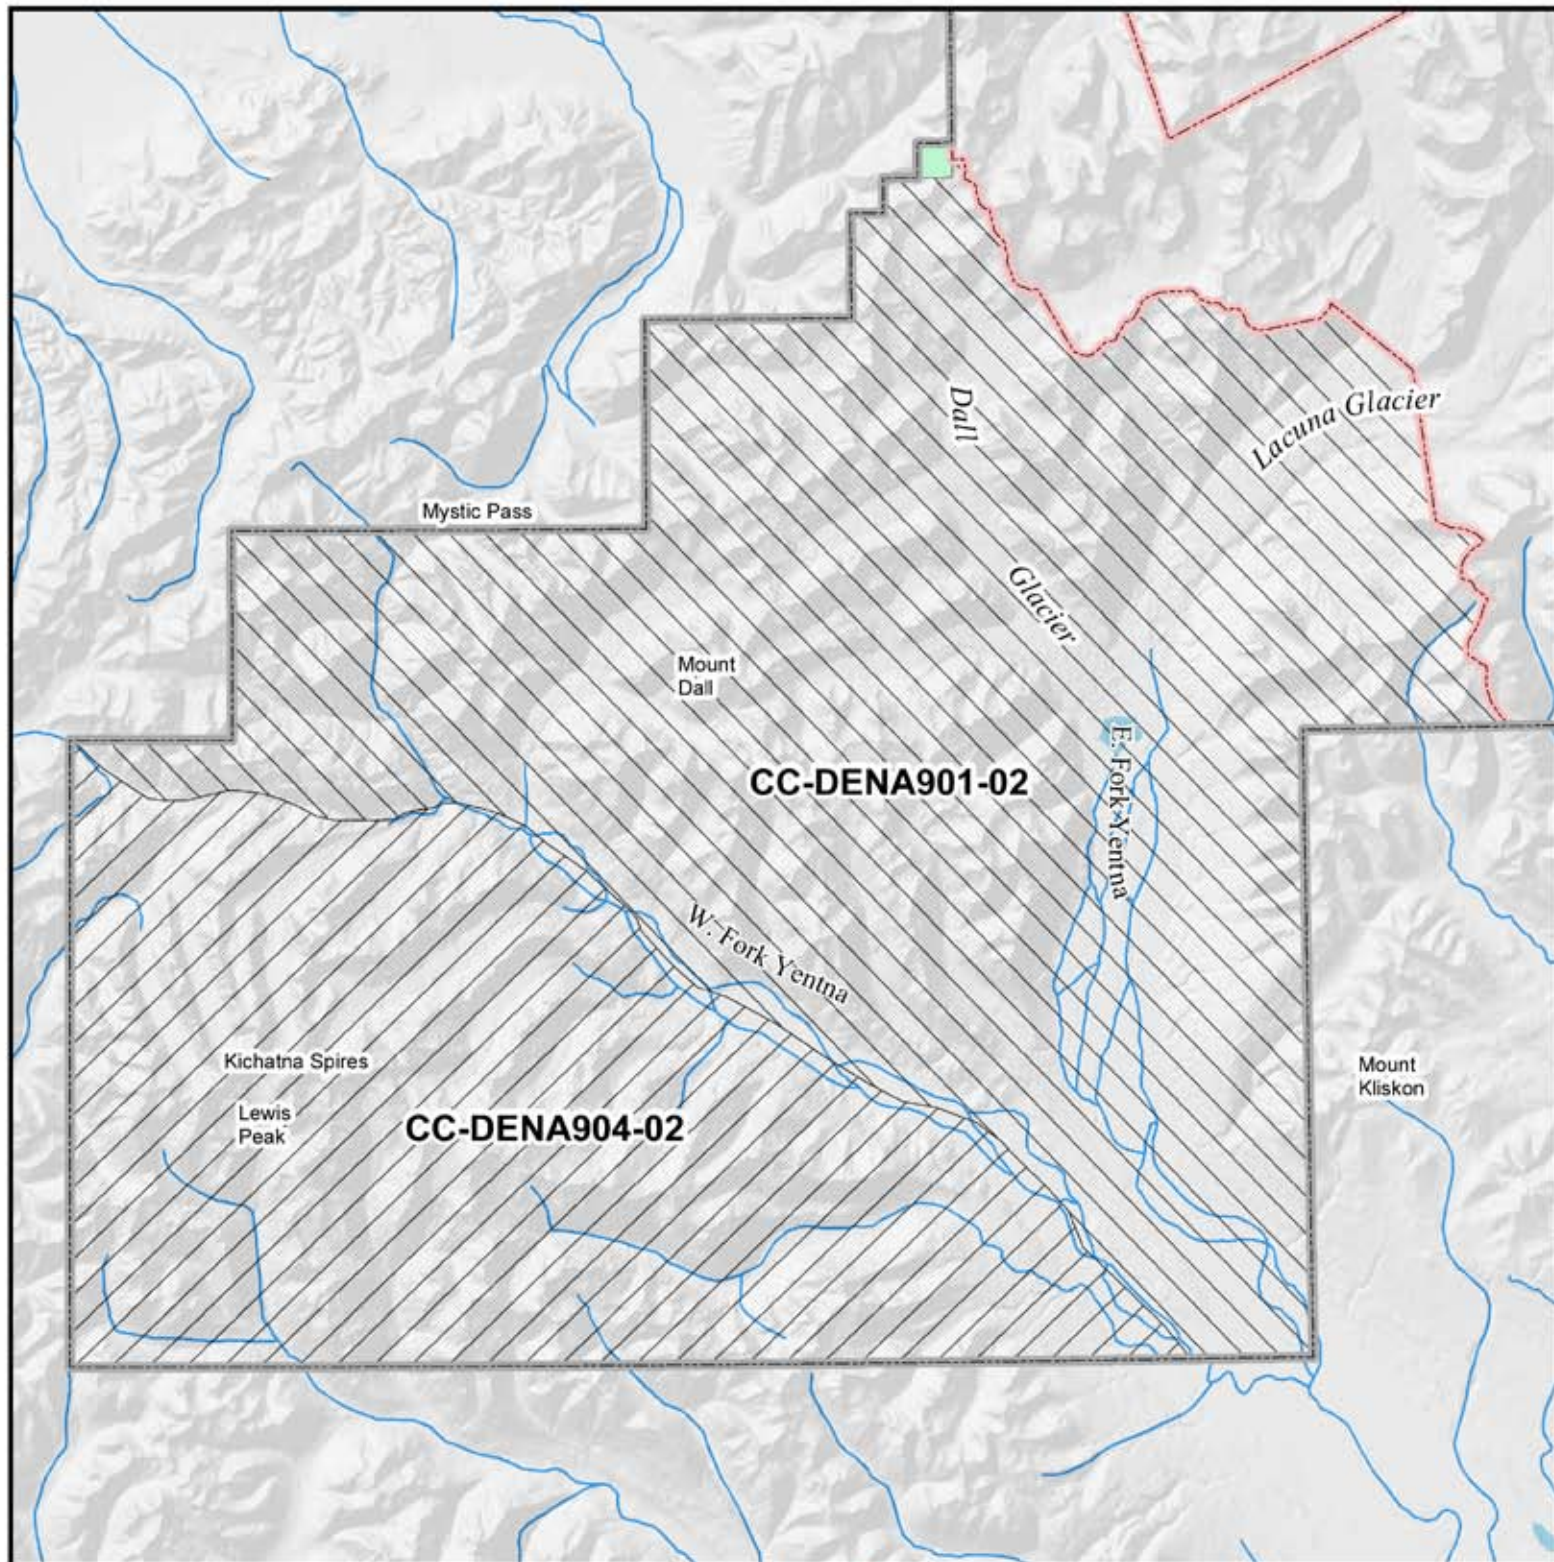 Dall
Lacuna Glacier
Mystic Pass
Glacier
Mount
Dall
E. Fork Yentna
CC-DENA901-02
W. Fork Yentna
Kichatna Spires
Mount
Kliskon
Lewis
Peak
CC-DENA904-02